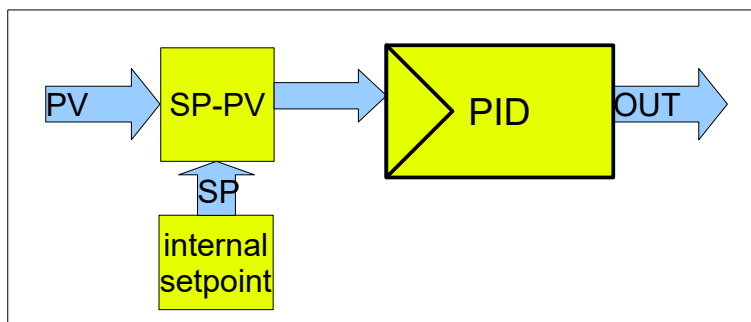 PV
SP-PV
PID
OUT
SP
internal
setpoint